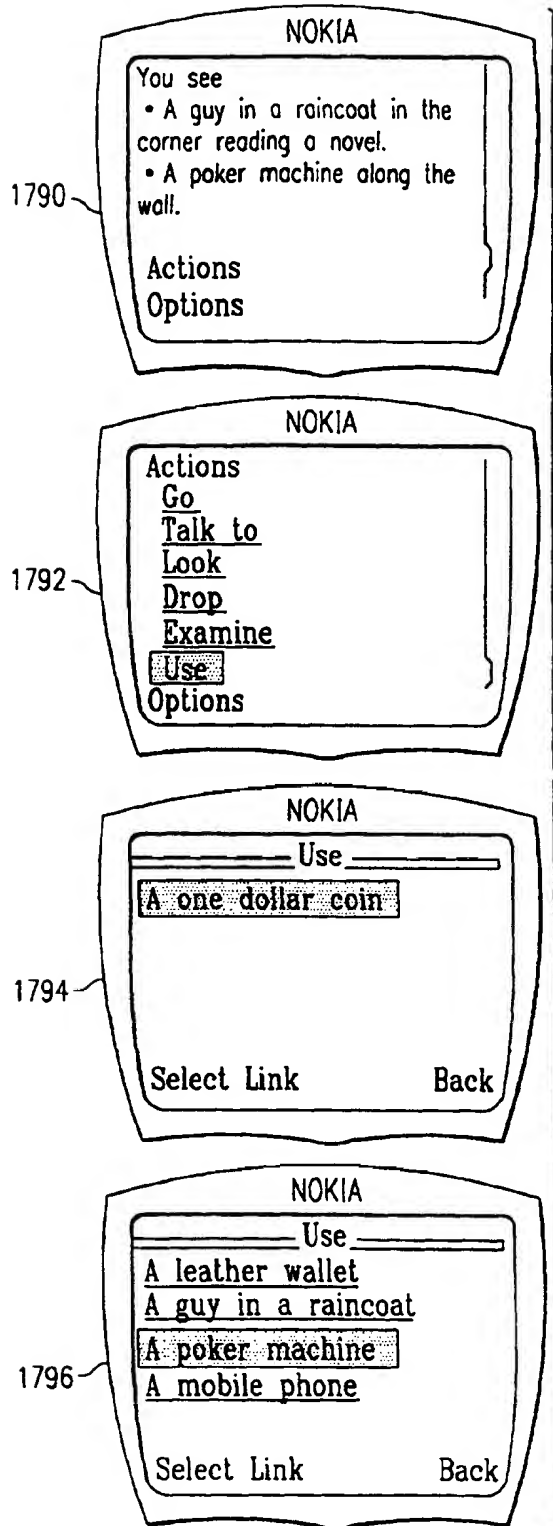 NOKIA
You see
• A guy in a raincoat in the
corner reading a novel.
• A poker machine along the
wall.
Actions
Options
1790
NOKIA
Actions
Go
Talk to
Look
Drop
Examine
Use
Options
1792
NOKIA
Use
A one dollar coin
Select Link Back
1794
NOKIA
Use
A leather wallet
A guy in a raincoat
A poker machine
A mobile phone
Select Link Back
1796